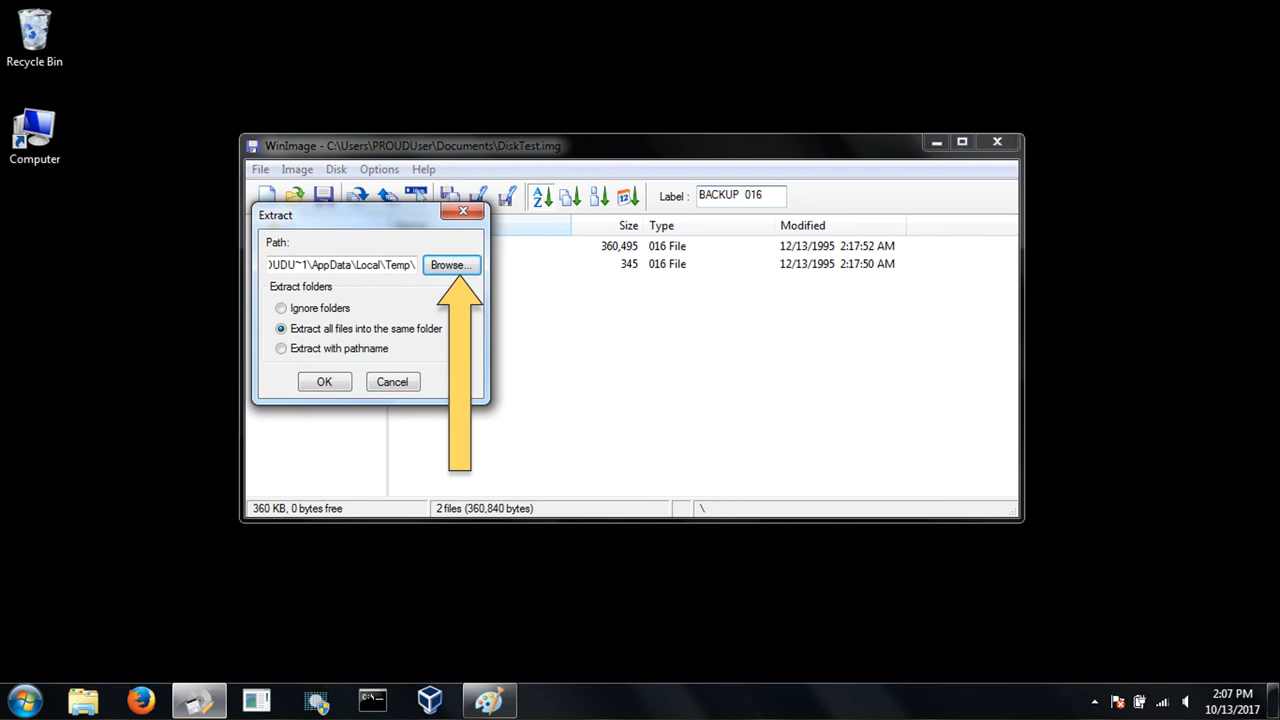 Recycle Bin
Computer
WinImage - C:\Users\PROUDUser\Documents\DiskTest.img
File Image Disk Options Help
Label : BACKUP 016
Size Type Modified
360,495 016 File 12/13/1995 2:17:52 AM
345 016 File 12/13/1995 2:17:50 AM
Extract
Path:
)UDU~1\AppData\Local\Temp\ Browse...
Extract folders
Ignore folders
Extract all files into the same folder
Extract with pathname
OK Cancel
360 KB, 0 bytes free 2 files (360,840 bytes) \
2:07 PM
10/13/2017